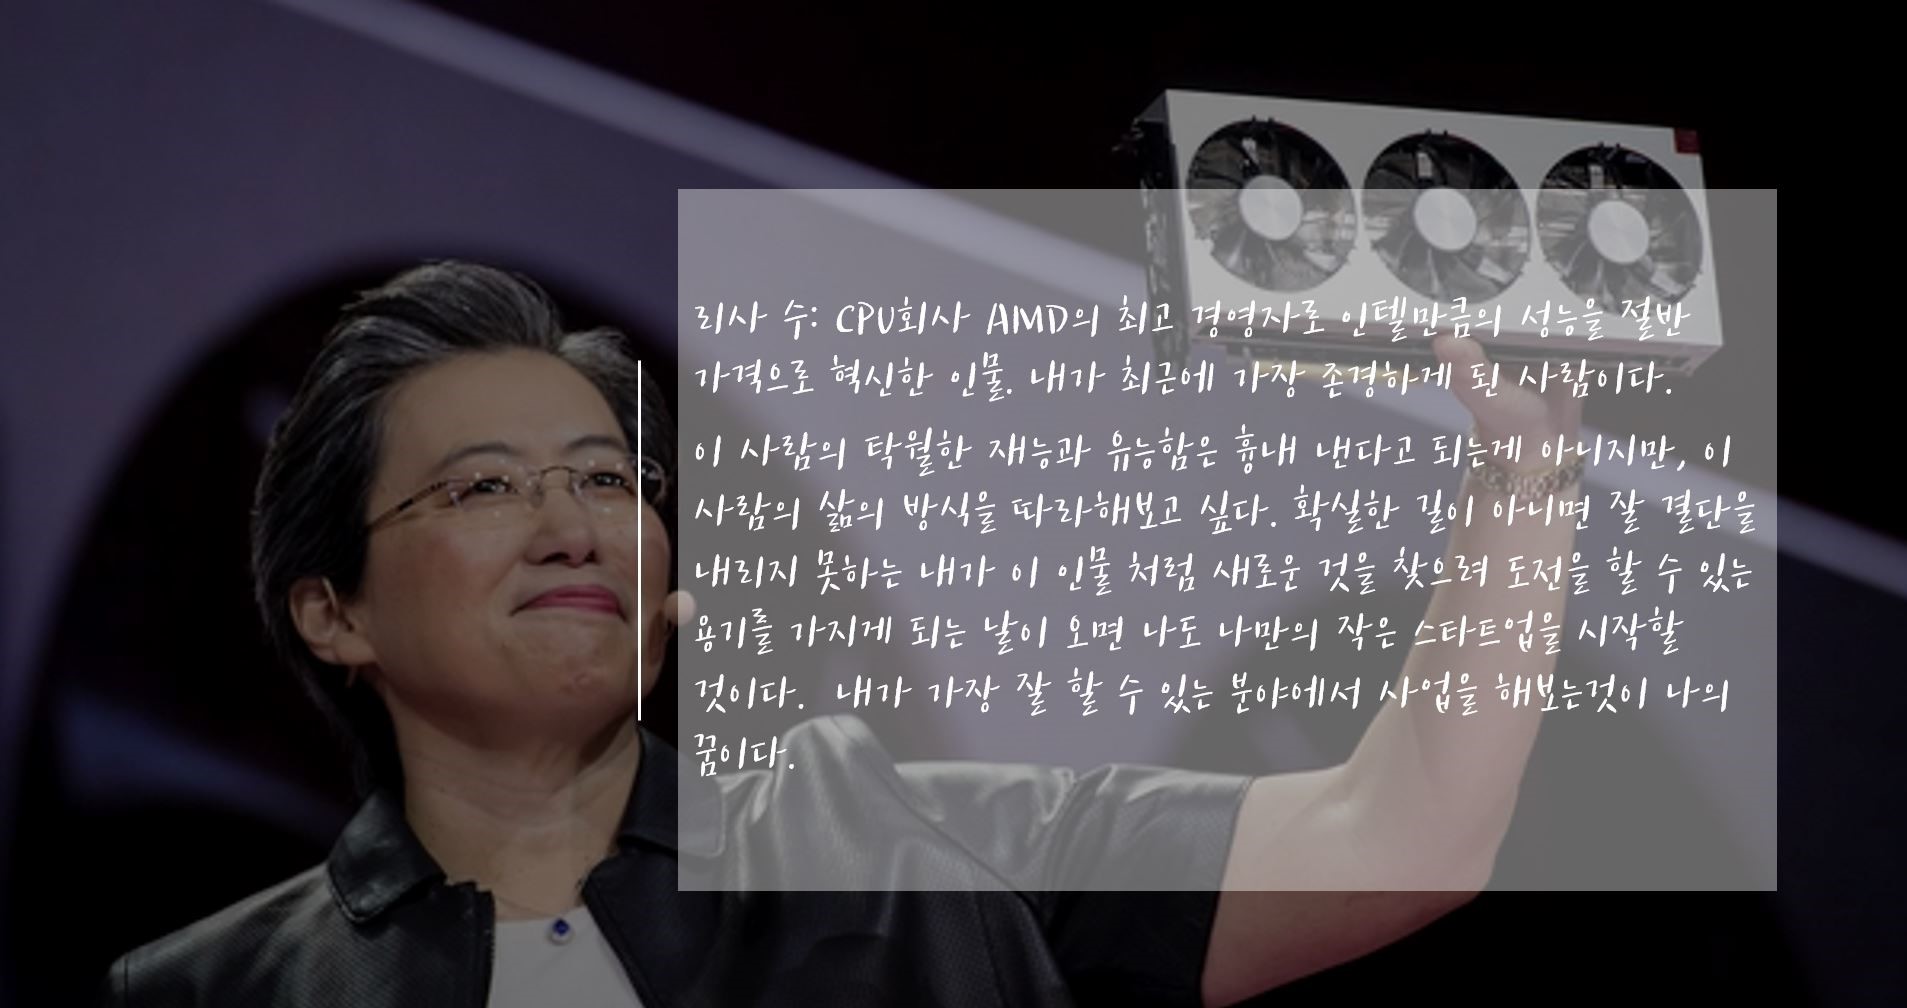 리사 수: CPU회사 AMD의 최고 경영자로 인텔만큼의 성능을 절반
가격으로 혁신한 인물. 내가 최근에 가장 존경하게 된 사람이다.
이 사람의 탁월한 재능과 유능함은 흉내 낸다고 되는게 아니지만, 이
사람의 삶의 방식을 따라해보고 싶다. 확실한 길이 아니면 잘 결단을
내리지 못하는 내가 이 인물 처럼 새로운 것을 찾으려 도전을 할 수 있는
용기를 가지게 되는 날이 오면 나도 나만의 작은 스타트업을 시작할
것이다. 내가 가장 잘 할 수 있는 분야에서 사업을 해보는것이 나의
꿈이다.